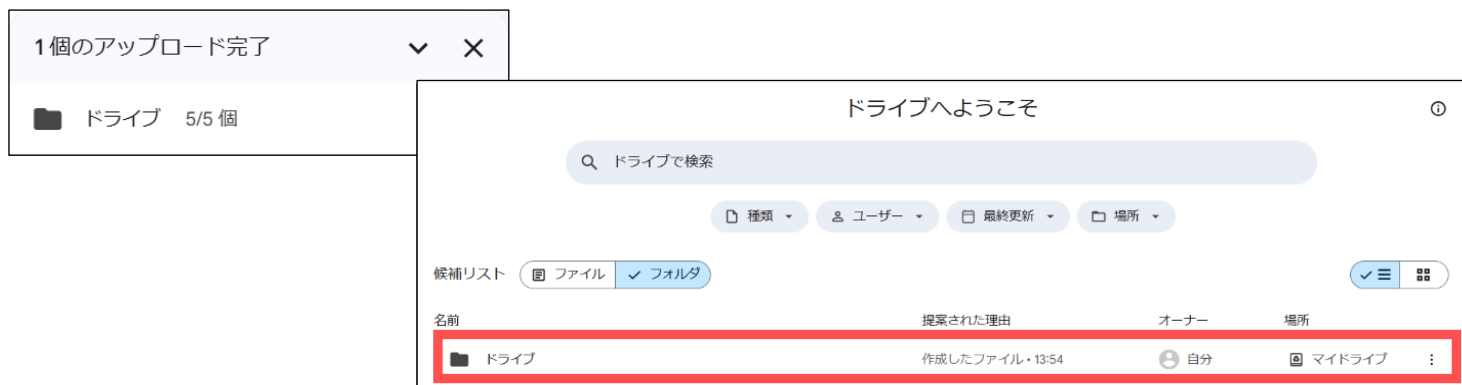 1個のアップロード完了
ドライブ 5/5 個
ドライブへようこそ
ドライブで検索
種類 ユーザー 最終更新 場所
候補リスト ファイル フォルダ
名前 提案された理由 オーナー 場所
ドライブ 作成したファイル・13:54 自分 マイドライブ